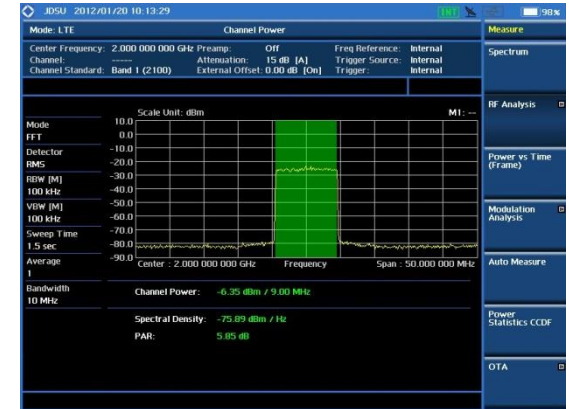 JDSU 2012/01/20 10:13:29 INT 98%
Mode: LTE Channel Power Measure
Center Frequency: 2.000 000 000 GHz Preamp: Off Freq Reference: Internal
Channel: ----- Attenuation: 15 dB [A] Trigger Source: Internal
Channel Standard: Band 1 (2100) External Offset: 0.00 dB [On] Trigger: Internal
Spectrum
Scale Unit: dBm M1: --
RF Analysis
Mode
FFT
Detector
RMS
RBW [M]
100 kHz
VBW [M]
100 kHz
Sweep Time
1.5 sec
Average
1
Bandwidth
10 MHz
10.0
0.0
-10.0
-20.0
-30.0
-40.0
-50.0
-60.0
-70.0
-80.0
-90.0
Center : 2.000 000 000 GHz Frequency Span : 50.000 000 MHz
Channel Power: -6.35 dBm / 9.00 MHz
Spectral Density: -75.89 dBm / Hz
PAR: 5.85 dB
Power vs Time
(Frame)
Modulation
Analysis
Auto Measure
Power
Statistics CCDF
OTA